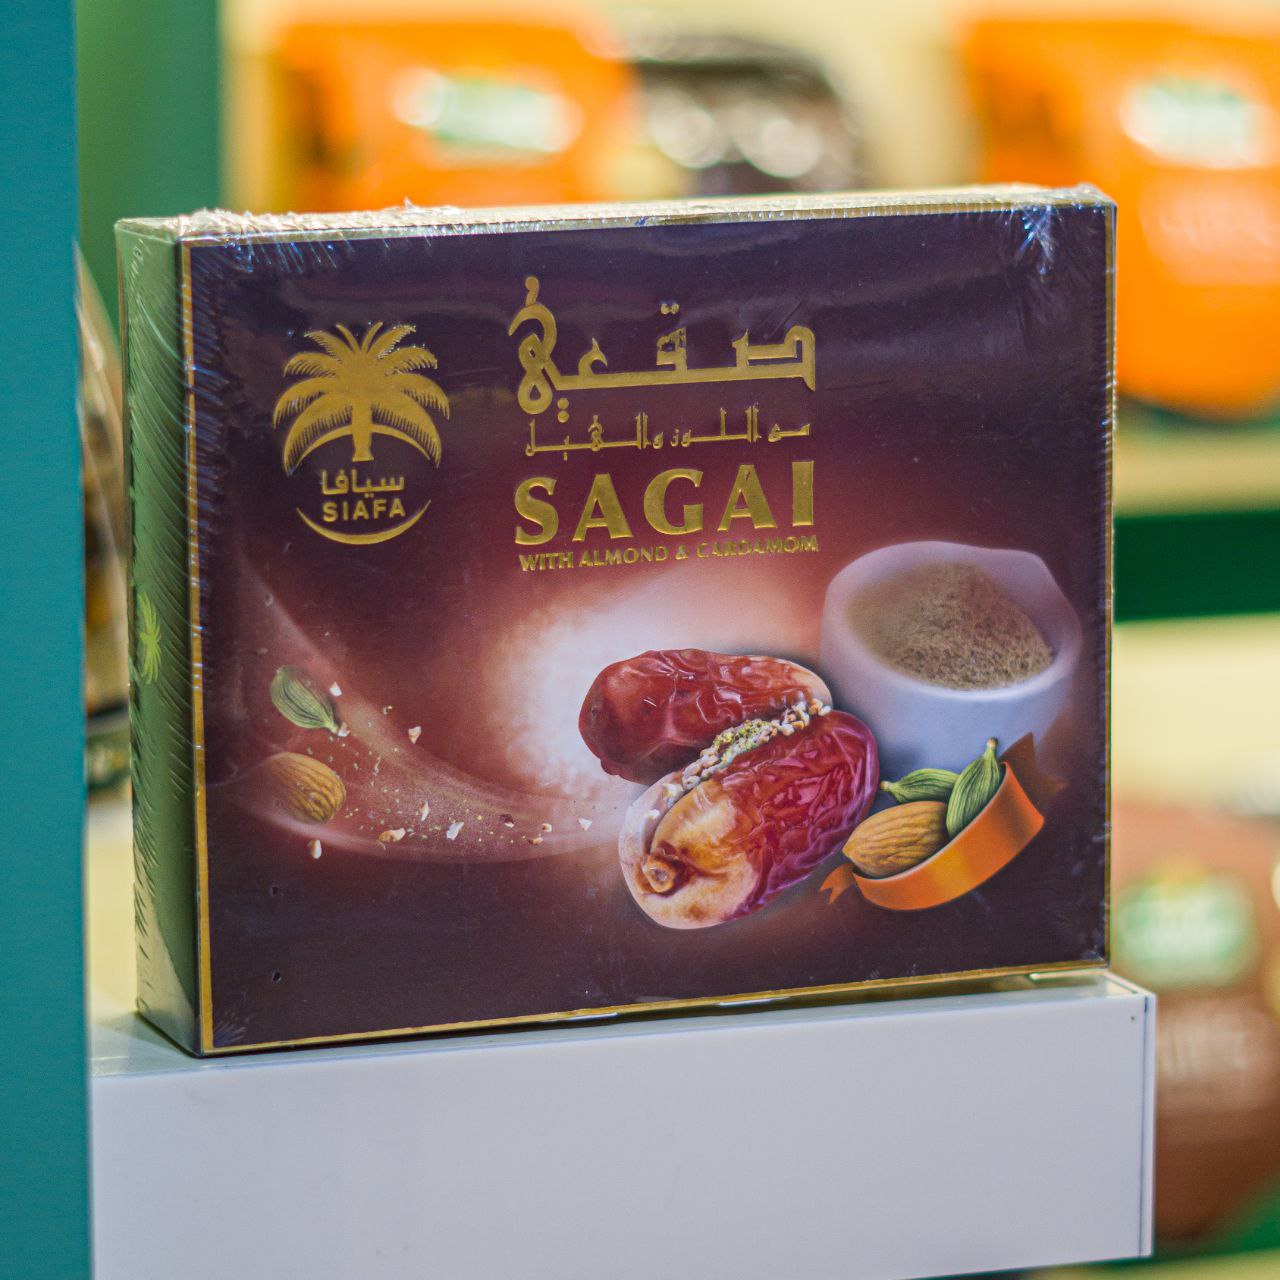 سيافا
SIAFA
صقعي
مع اللوز والهيل
SAGAI
WITH ALMOND & CARDAMOM